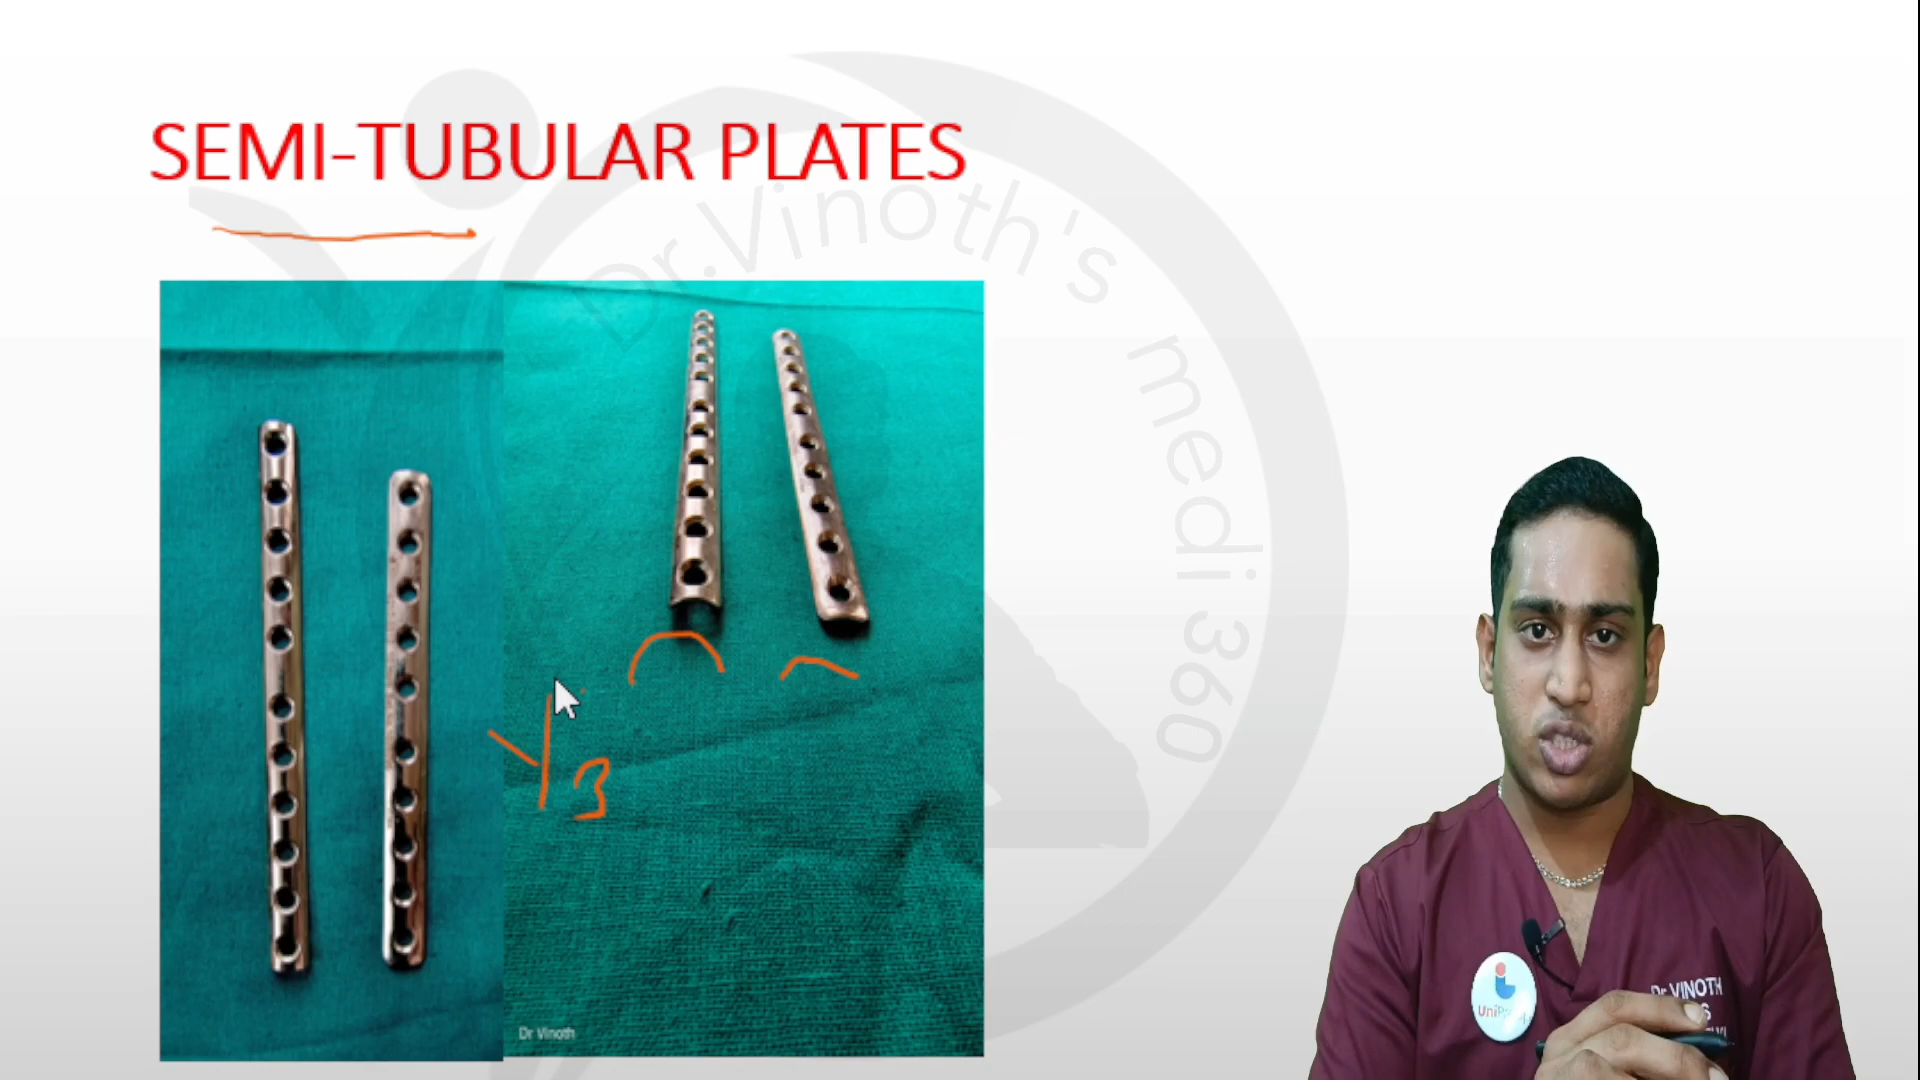 SEMI-TUBULAR PLATES
Dr.Vinoth's medi 360
1/3
Dr Vinoth
Dr VINOTH